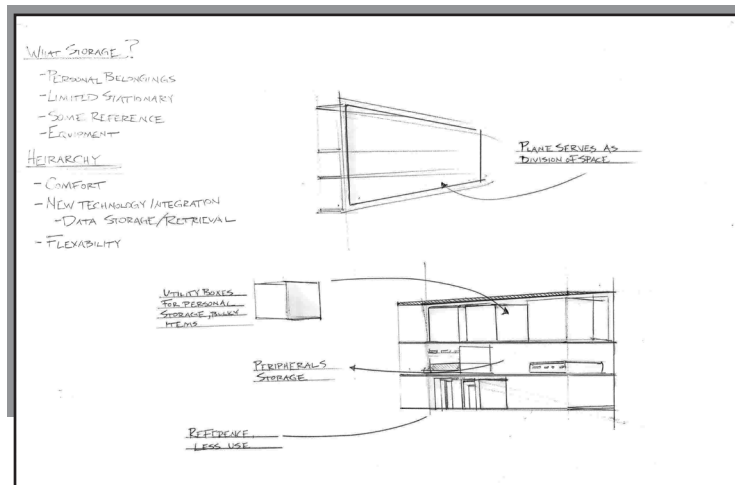 WHAT STORAGE?
-PERSONAL BELONGINGS
-LIMITED STATIONARY
-SOME REFERENCE
-EQUIPMENT
HEIRARCHY
-COMFORT
-NEW TECHNOLOGY INTEGRATION
-DATA STORAGE/RETRIEVAL
-FLEXABILITY
PLANE SERVES AS
DIVISION OF SPACE
UTILITY BOXES
FOR PERSONAL
STORAGE, BULKY
ITEMS
PERIPHERALS
STORAGE
REFERENCE,
LESS USE